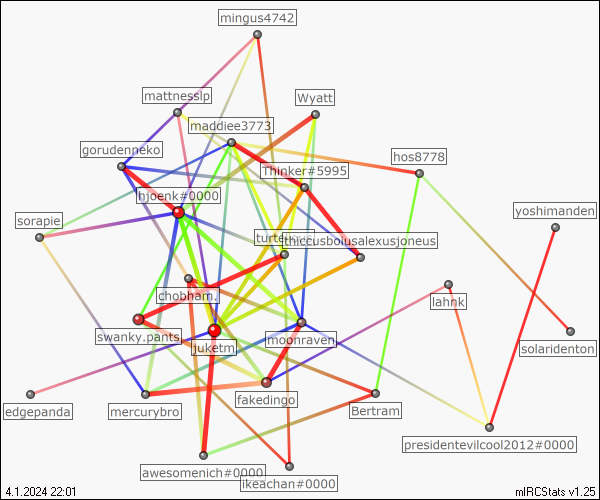 mingus4742
mattnesslp
Wyatt
maddiee3773
gorudenneko
hos8778
Thinker#5995
hjoenk#0000
yoshimanden
sorapie
thiccusboiusalexusjoneus
chobham.
lahnk
swanky.pants.
juketm.
moonraven.
solaridenton
edgepanda
mercurybro
fakedingo
Bertram
presidentevilcool2012#0000
awesomenich#0000
ikeachan#0000
4.1.2024 22:01
mIRCStats v1.25